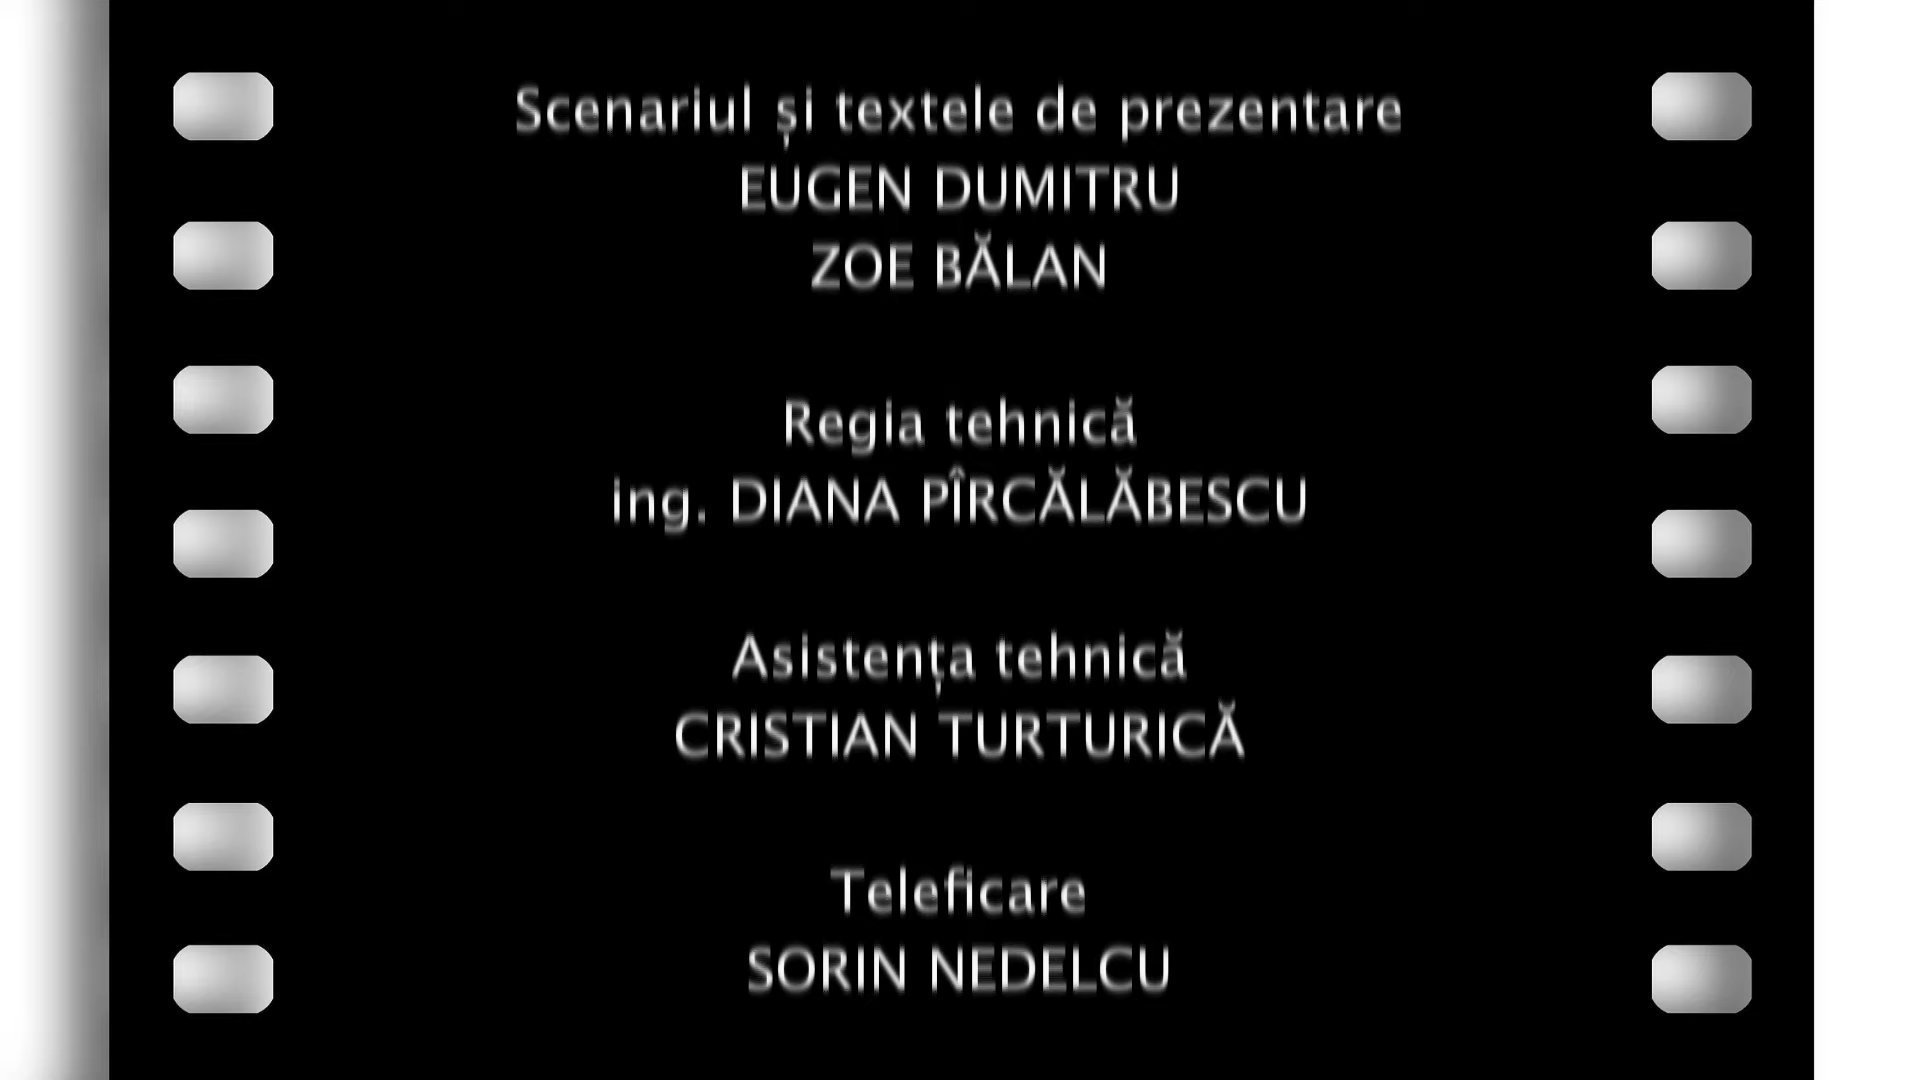 Scenariul și textele de prezentare
EUGEN DUMITRU
ZOE BĂLAN
Regia tehnică
ing. DIANA PÎRCĂLĂBESCU
Asistența tehnică
CRISTIAN TURTURICĂ
Teleficare
SORIN NEDELCU